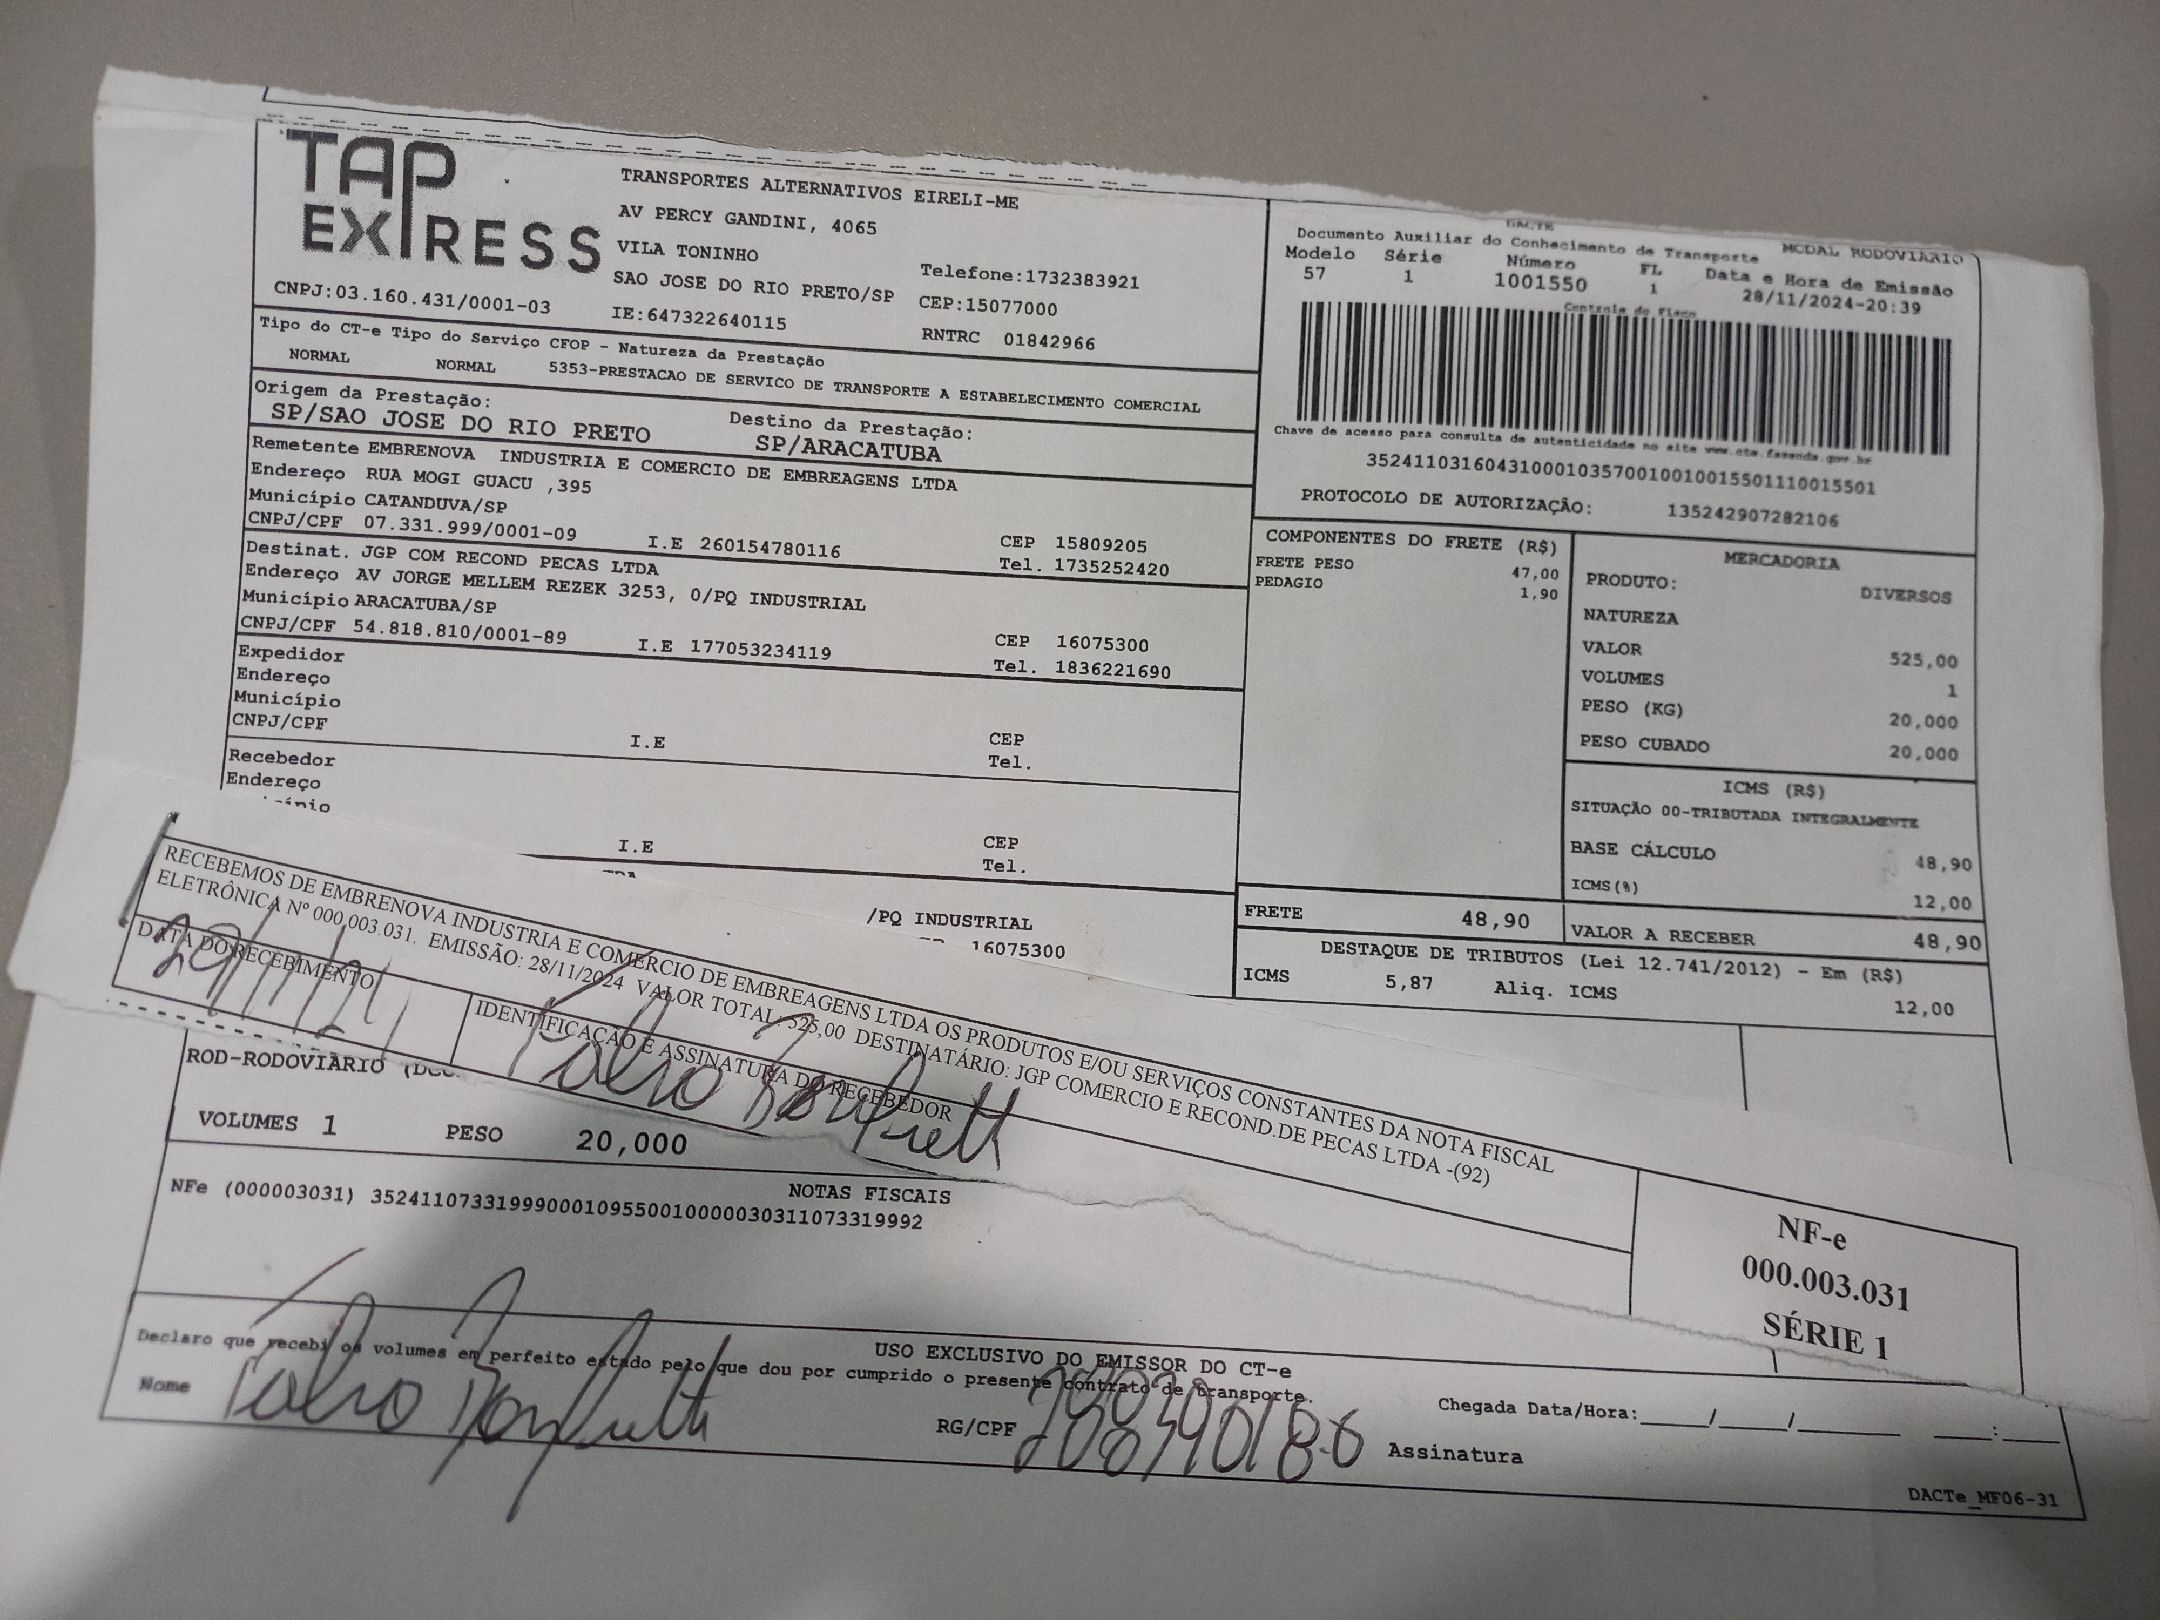 TAP EXPRESS
TRANSPORTES ALTERNATIVOS EIRELI-ME
AV PERCY GANDINI, 4065
VILA TONINHO
SAO JOSE DO RIO PRETO/SP
Telefone:1732383921
CEP:15077000
CNPJ:03.160.431/0001-03
IE:647322640115
RNTRC 01842966
DACTE
Documento Auxiliar do Conhecimento de Transporte MODAL RODOVIARIO
Modelo Série Número FL Data e Hora de Emissão
57 1 1001550 1 28/11/2024-20:39
Controle do Fisco
Chave de acesso para consulta de autenticidade no site www.cte.fazenda.gov.br
35241103160431000103570010010015501110015501
PROTOCOLO DE AUTORIZAÇÃO: 135242907282106
Tipo do CT-e Tipo do Serviço CFOP - Natureza da Prestação
NORMAL NORMAL 5353-PRESTACAO DE SERVICO DE TRANSPORTE A ESTABELECIMENTO COMERCIAL
Origem da Prestação: Destino da Prestação:
SP/SAO JOSE DO RIO PRETO SP/ARACATUBA
Remetente EMBRENOVA INDUSTRIA E COMERCIO DE EMBREAGENS LTDA
Endereço RUA MOGI GUACU ,395
Município CATANDUVA/SP CEP 15809205
CNPJ/CPF 07.331.999/0001-09 I.E 260154780116 Tel. 1735252420
Destinat. JGP COM RECOND PECAS LTDA
Endereço AV JORGE MELLEM REZEK 3253, 0/PQ INDUSTRIAL
Município ARACATUBA/SP CEP 16075300
CNPJ/CPF 54.818.810/0001-89 I.E 177053234119 Tel. 1836221690
Expedidor
Endereço
Município CEP
CNPJ/CPF I.E Tel.
Recebedor
Endereço
I.E CEP
Tel.
/PQ INDUSTRIAL
16075300
COMPONENTES DO FRETE (R$)
FRETE PESO 47,00
PEDAGIO 1,90
MERCADORIA
PRODUTO: DIVERSOS
NATUREZA
VALOR 525,00
VOLUMES 1
PESO (KG) 20,000
PESO CUBADO 20,000
ICMS (R$)
SITUAÇÃO 00-TRIBUTADA INTEGRALMENTE
BASE CÁLCULO 48,90
ICMS(%) 12,00
FRETE 48,90 VALOR A RECEBER 48,90
DESTAQUE DE TRIBUTOS (Lei 12.741/2012) - Em (R$)
ICMS 5,87 Aliq. ICMS 12,00
RECEBEMOS DE EMBRENOVA INDUSTRIA E COMERCIO DE EMBREAGENS LTDA OS PRODUTOS E/OU SERVIÇOS CONSTANTES DA NOTA FISCAL
ELETRÔNICA Nº 000.003.031. EMISSÃO: 28/11/2024 VALOR TOTAL: 525,00 DESTINATÁRIO: JGP COMERCIO E RECOND.DE PECAS LTDA -(92)
DATA DO RECEBIMENTO
29/11/24
IDENTIFICAÇÃO E ASSINATURA DO RECEBEDOR
NF-e
000.003.031
SÉRIE 1
ROD-RODOVIÁRIO
VOLUMES 1 PESO 20,000
NOTAS FISCAIS
NFe (000003031) 35241107331999000109550010000030311073319992
USO EXCLUSIVO DO EMISSOR DO CT-e
Declaro que recebi os volumes em perfeito estado pelo que dou por cumprido o presente contrato de transporte.
Nome RG/CPF Assinatura
Chegada Data/Hora:_____/____/______ ____:____
DACTe_MF06-31